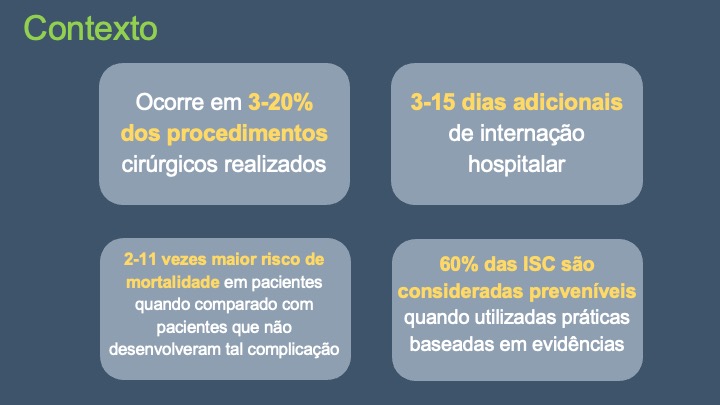 Contexto
Ocorre em 3-20%
dos procedimentos
cirúrgicos realizados
3-15 dias adicionais
de internação
hospitalar
2-11 vezes maior risco de
mortalidade em pacientes
quando comparado com
pacientes que não
desenvolveram tal complicação
60% das ISC são
consideradas preveníveis
quando utilizadas práticas
baseadas em evidências